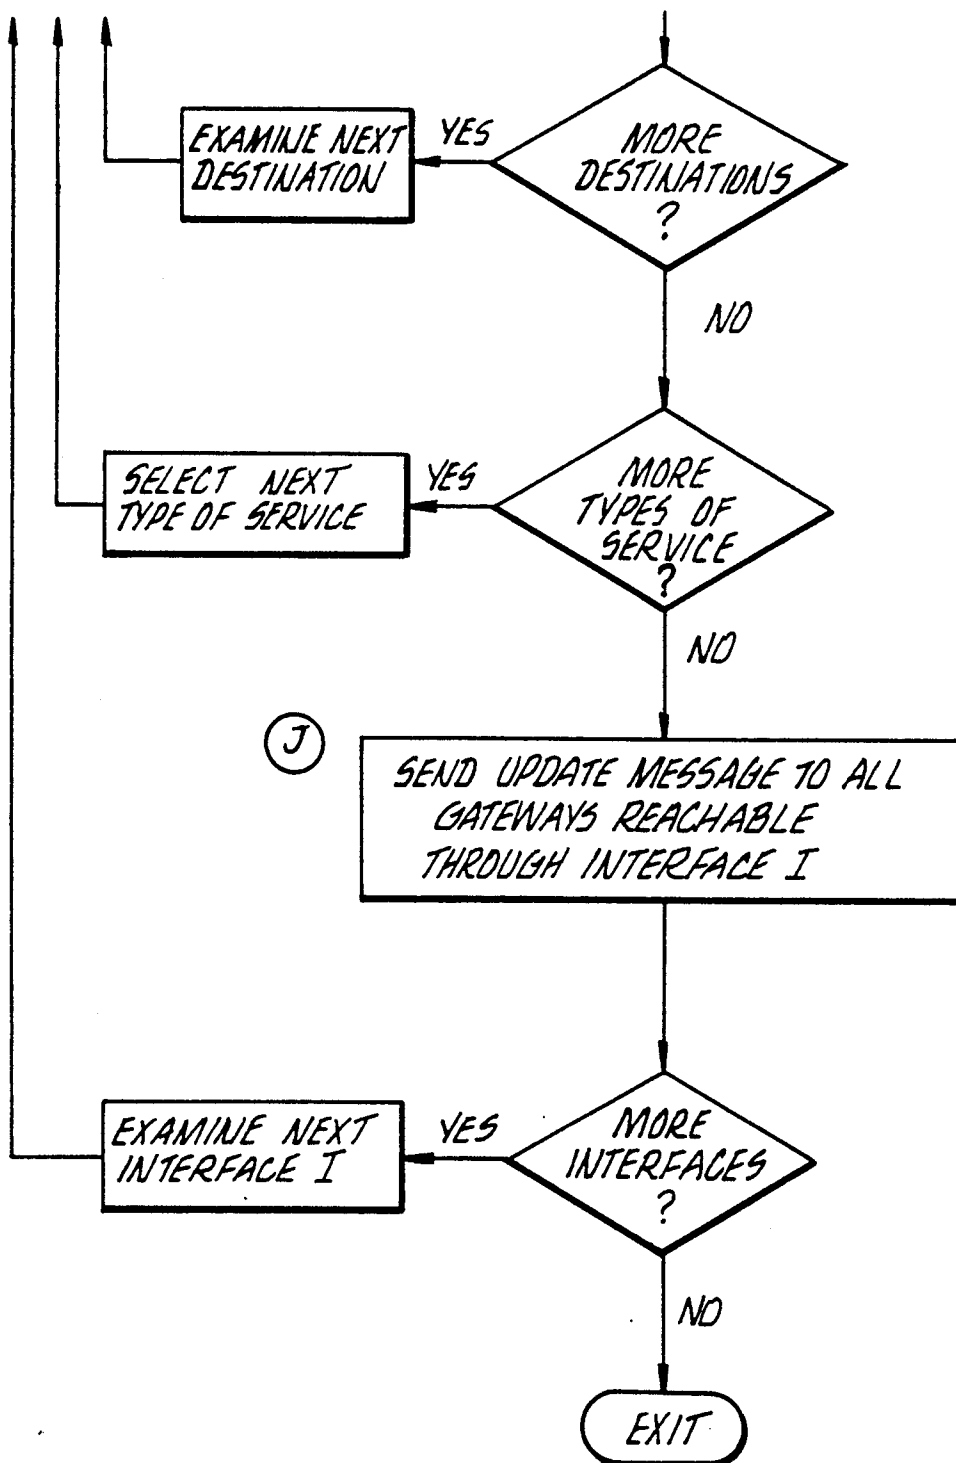 EXAMINE NEXT
DESTINATION
YES
MORE
DESTINATIONS
?
NO
SELECT NEXT
TYPE OF SERVICE
YES
MORE
TYPES OF
SERVICE
?
NO
J
SEND UPDATE MESSAGE TO ALL
GATEWAYS REACHABLE
THROUGH INTERFACE I
EXAMINE NEXT
INTERFACE I
YES
MORE
INTERFACES
?
NO
EXIT